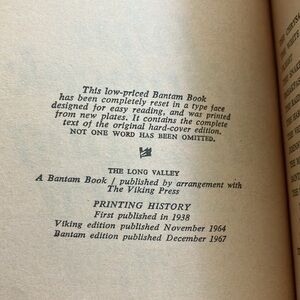 This low-priced Bantam Book
has been completely reset in a type face
designed for easy reading, and was printed
from new plates. It contains the complete
text of the original hard-cover edition.
NOT ONE WORD HAS BEEN OMITTED.
THE LONG VALLEY
A Bantam Book / published by arrangement with
The Viking Press
PRINTING HISTORY
First published in 1938
Viking edition published November 1964
Bantam edition published December 1967